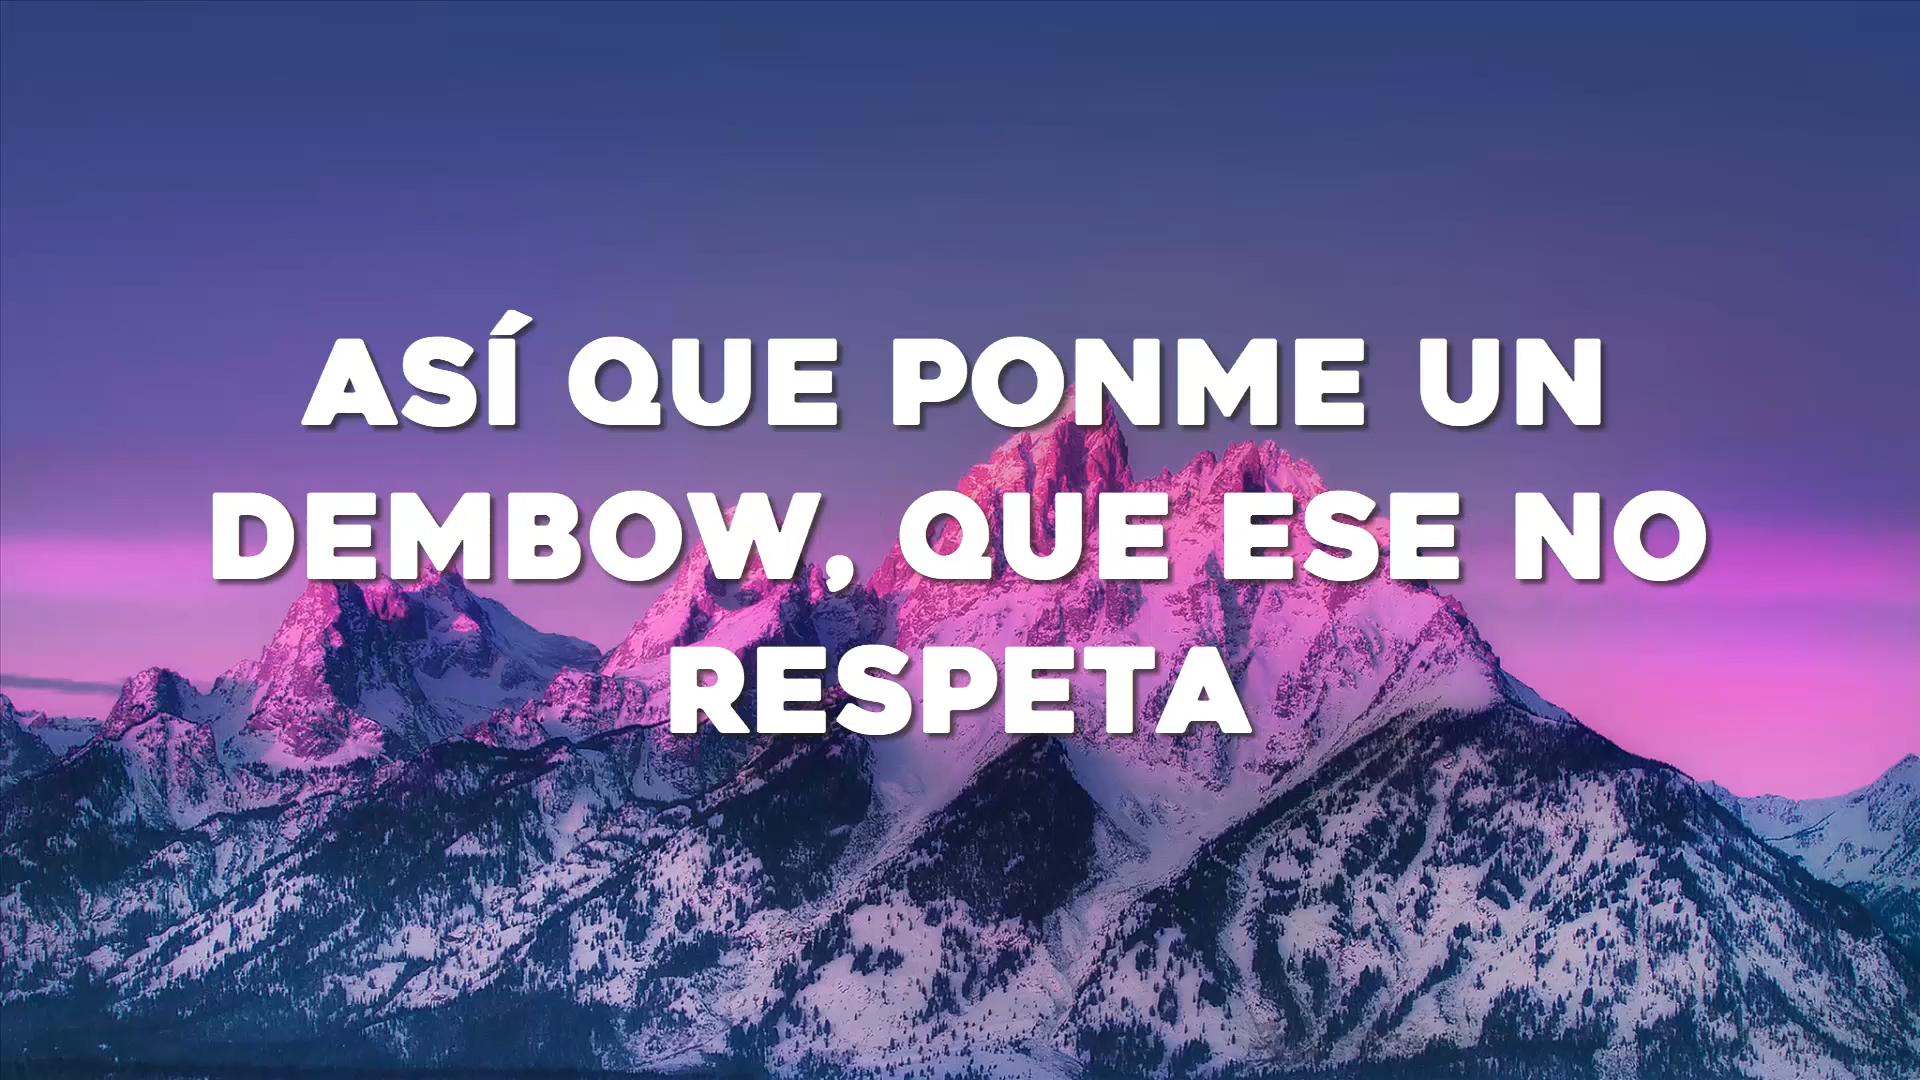 ASÍ QUE PONME UN
DEMBOW, QUE ESE NO
RESPETA